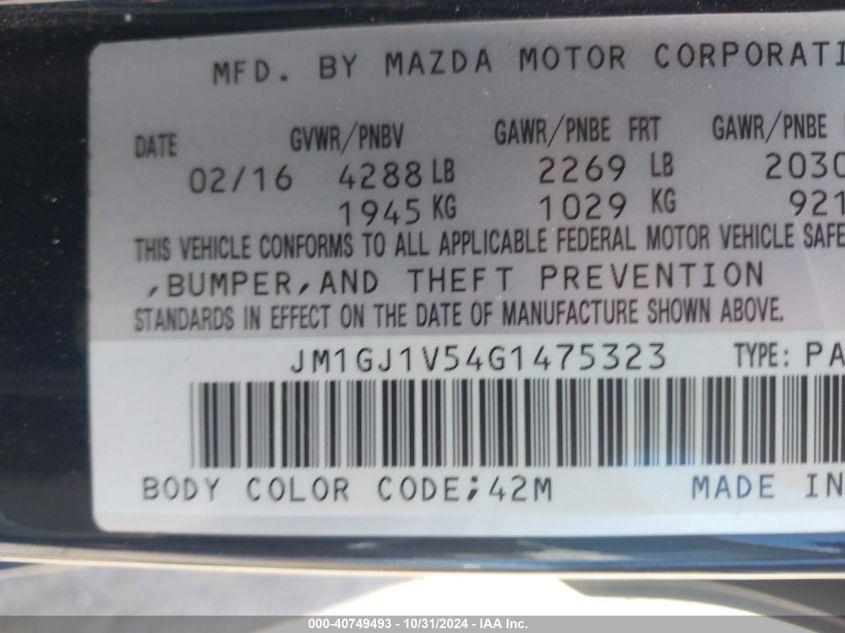 MFD. BY MAZDA MOTOR CORPORATI
DATE GVWR/PNBV GAWR/PNBE FRT GAWR/PNBE
02/16 4288 LB 2269 LB 2030
1945 KG 1029 KG 921
THIS VEHICLE CONFORMS TO ALL APPLICABLE FEDERAL MOTOR VEHICLE SAFE
,BUMPER,AND THEFT PREVENTION
STANDARDS IN EFFECT ON THE DATE OF MANUFACTURE SHOWN ABOVE.
JM1GJ1V54G1475323 TYPE: PA
BODY COLOR CODE;42M MADE IN
000-40749493 - 10/31/2024 - IAA Inc.